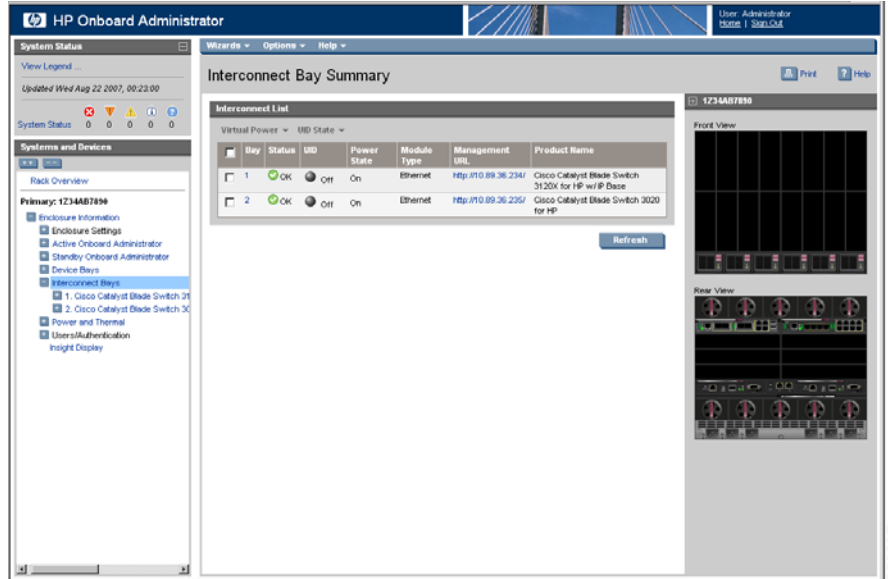 HP Onboard Administrator
User: Administrator
Home | Sign Out
System Status
View Legend ...
Updated Wed Aug 22 2007, 00:23:00
System Status 0 0 0 0 0
Systems and Devices
Rack Overview
Primary: 1Z34AB7890
Enclosure Information
Enclosure Settings
Active Onboard Administrator
Standby Onboard Administrator
Device Bays
Interconnect Bays
1. Cisco Catalyst Blade Switch 31
2. Cisco Catalyst Blade Switch 30
Power and Thermal
Users/Authentication
Insight Display
Wizards Options Help
Interconnect Bay Summary
Print Help
Interconnect List
Virtual Power UID State
Bay Status UID Power State Module Type Management URL Product Name
1 OK Off On Ethernet http://10.89.36.234/ Cisco Catalyst Blade Switch
3120X for HP w/ IP Base
2 OK Off On Ethernet http://10.89.36.235/ Cisco Catalyst Blade Switch 3020
for HP
Refresh
1Z34AB7890
Front View
Rear View